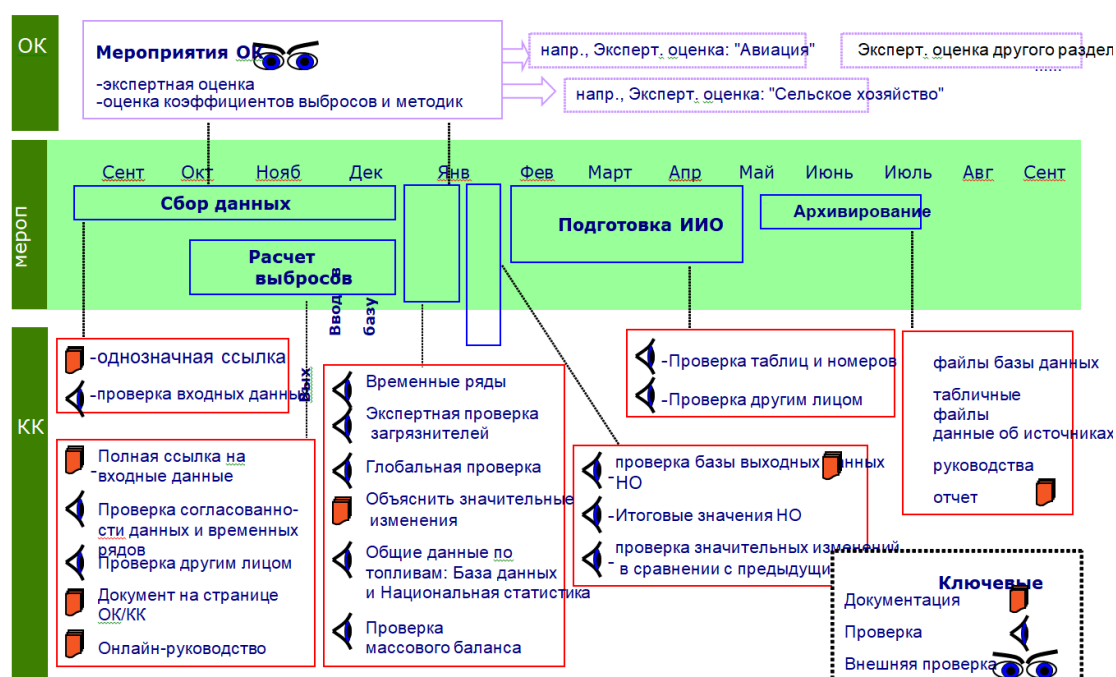 ОК
Мероприятия ОК
-экспертная оценка
-оценка коэффициентов выбросов и методик
напр., Эксперт. оценка: "Авиация"
Эксперт. оценка другого раздел
......
напр., Эксперт. оценка: "Сельское хозяйство"
мероп
Сент Окт Нояб Дек Янв Фев Март Апр Май Июнь Июль Авг Сент
Сбор данных
Расчет
выбросов
Ввод в
базу
Вых
Подготовка ИИО
Архивирование
КК
-однозначная ссылка
-проверка входных данных
Полная ссылка на
-входные данные
Проверка согласованно-
сти данных и временных
рядов
Проверка другим лицом
Документ на странице
ОК/КК
Онлайн-руководство
Временные ряды
Экспертная проверка
загрязнителей
Глобальная проверка
Объяснить значительные
изменения
Общие данные по
топливам: База данных
и Национальная статистика
Проверка
массового баланса
проверка базы выходных данных
-НО
-Итоговые значения НО
проверка значительных изменений
- в сравнении с предыдущи
-Проверка таблиц и номеров
-Проверка другим лицом
файлы базы данных
табличные
файлы
данные об источниках
руководства
отчет
Ключевые
Документация
Проверка
Внешняя проверка